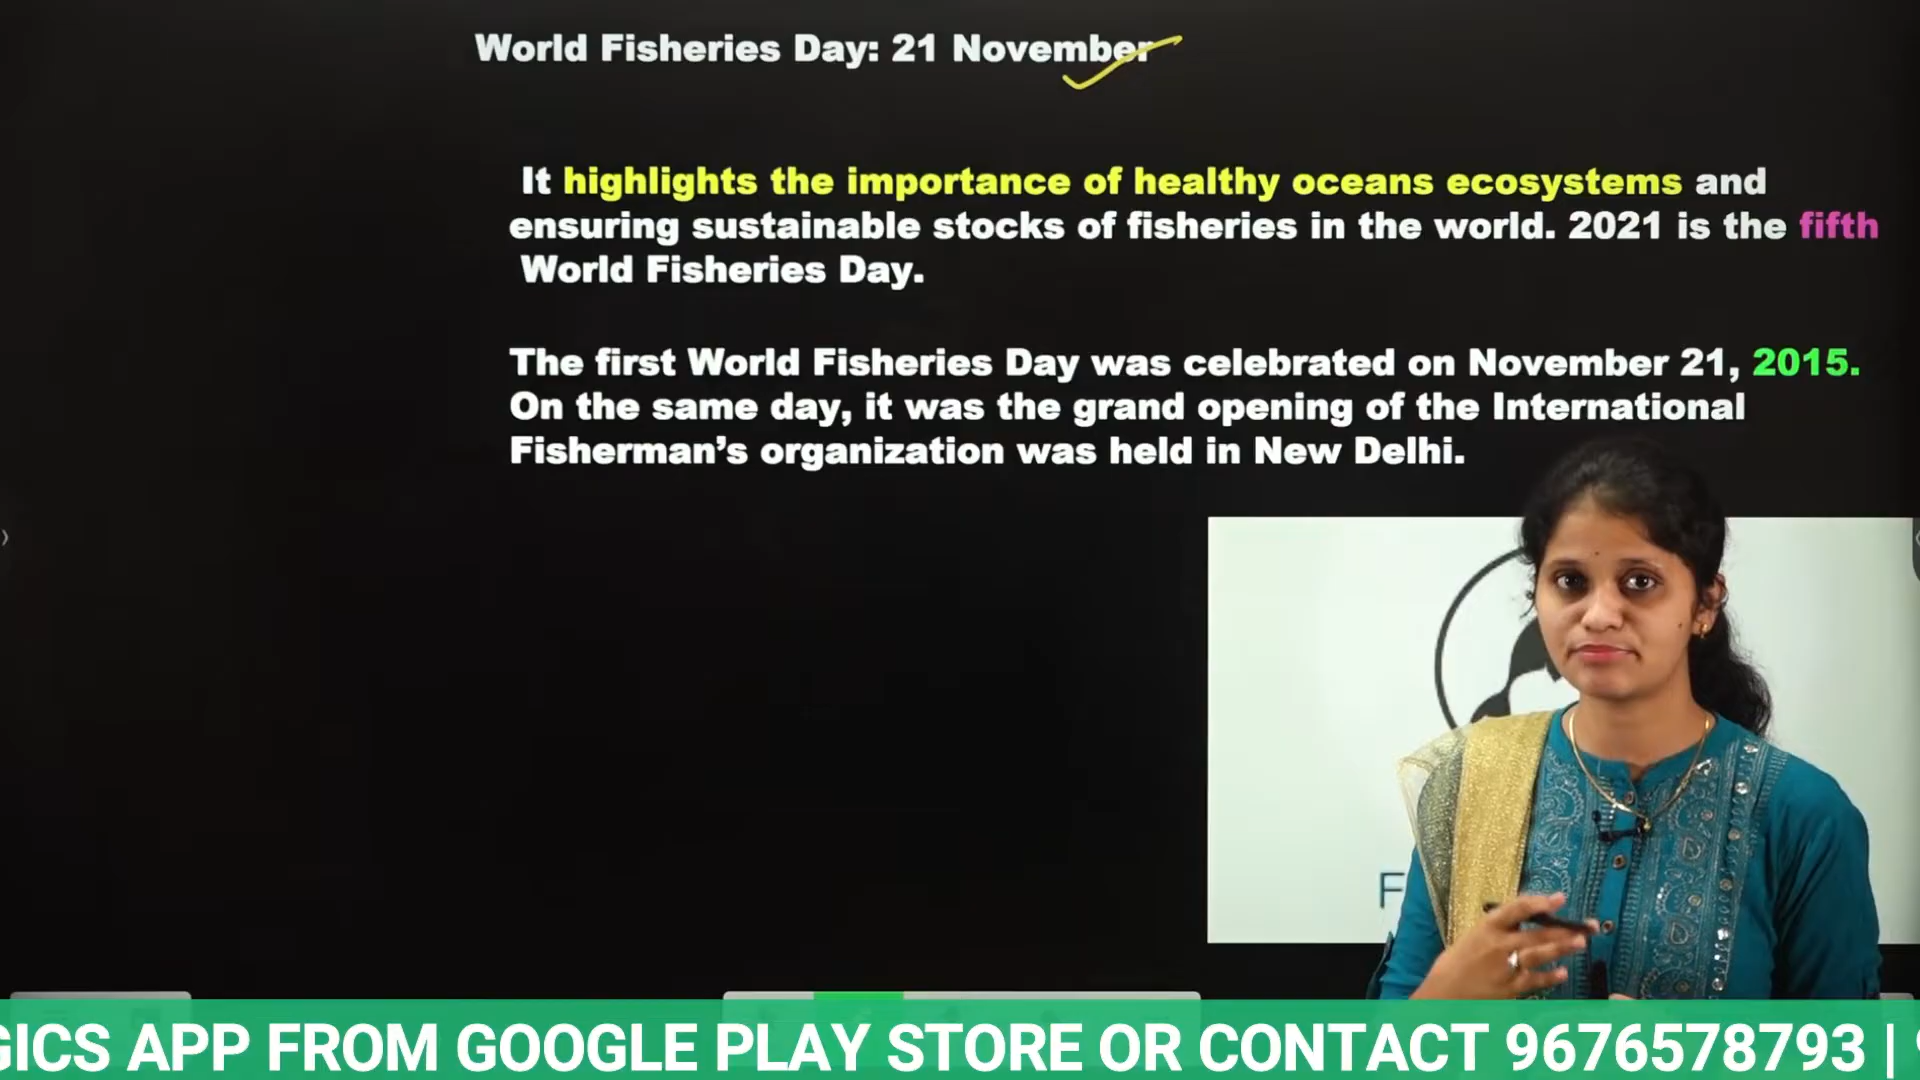 World Fisheries Day: 21 November
It highlights the importance of healthy oceans ecosystems and
ensuring sustainable stocks of fisheries in the world. 2021 is the fifth
World Fisheries Day.
The first World Fisheries Day was celebrated on November 21, 2015.
On the same day, it was the grand opening of the International
Fisherman’s organization was held in New Delhi.
F
GICS APP FROM GOOGLE PLAY STORE OR CONTACT 9676578793 |